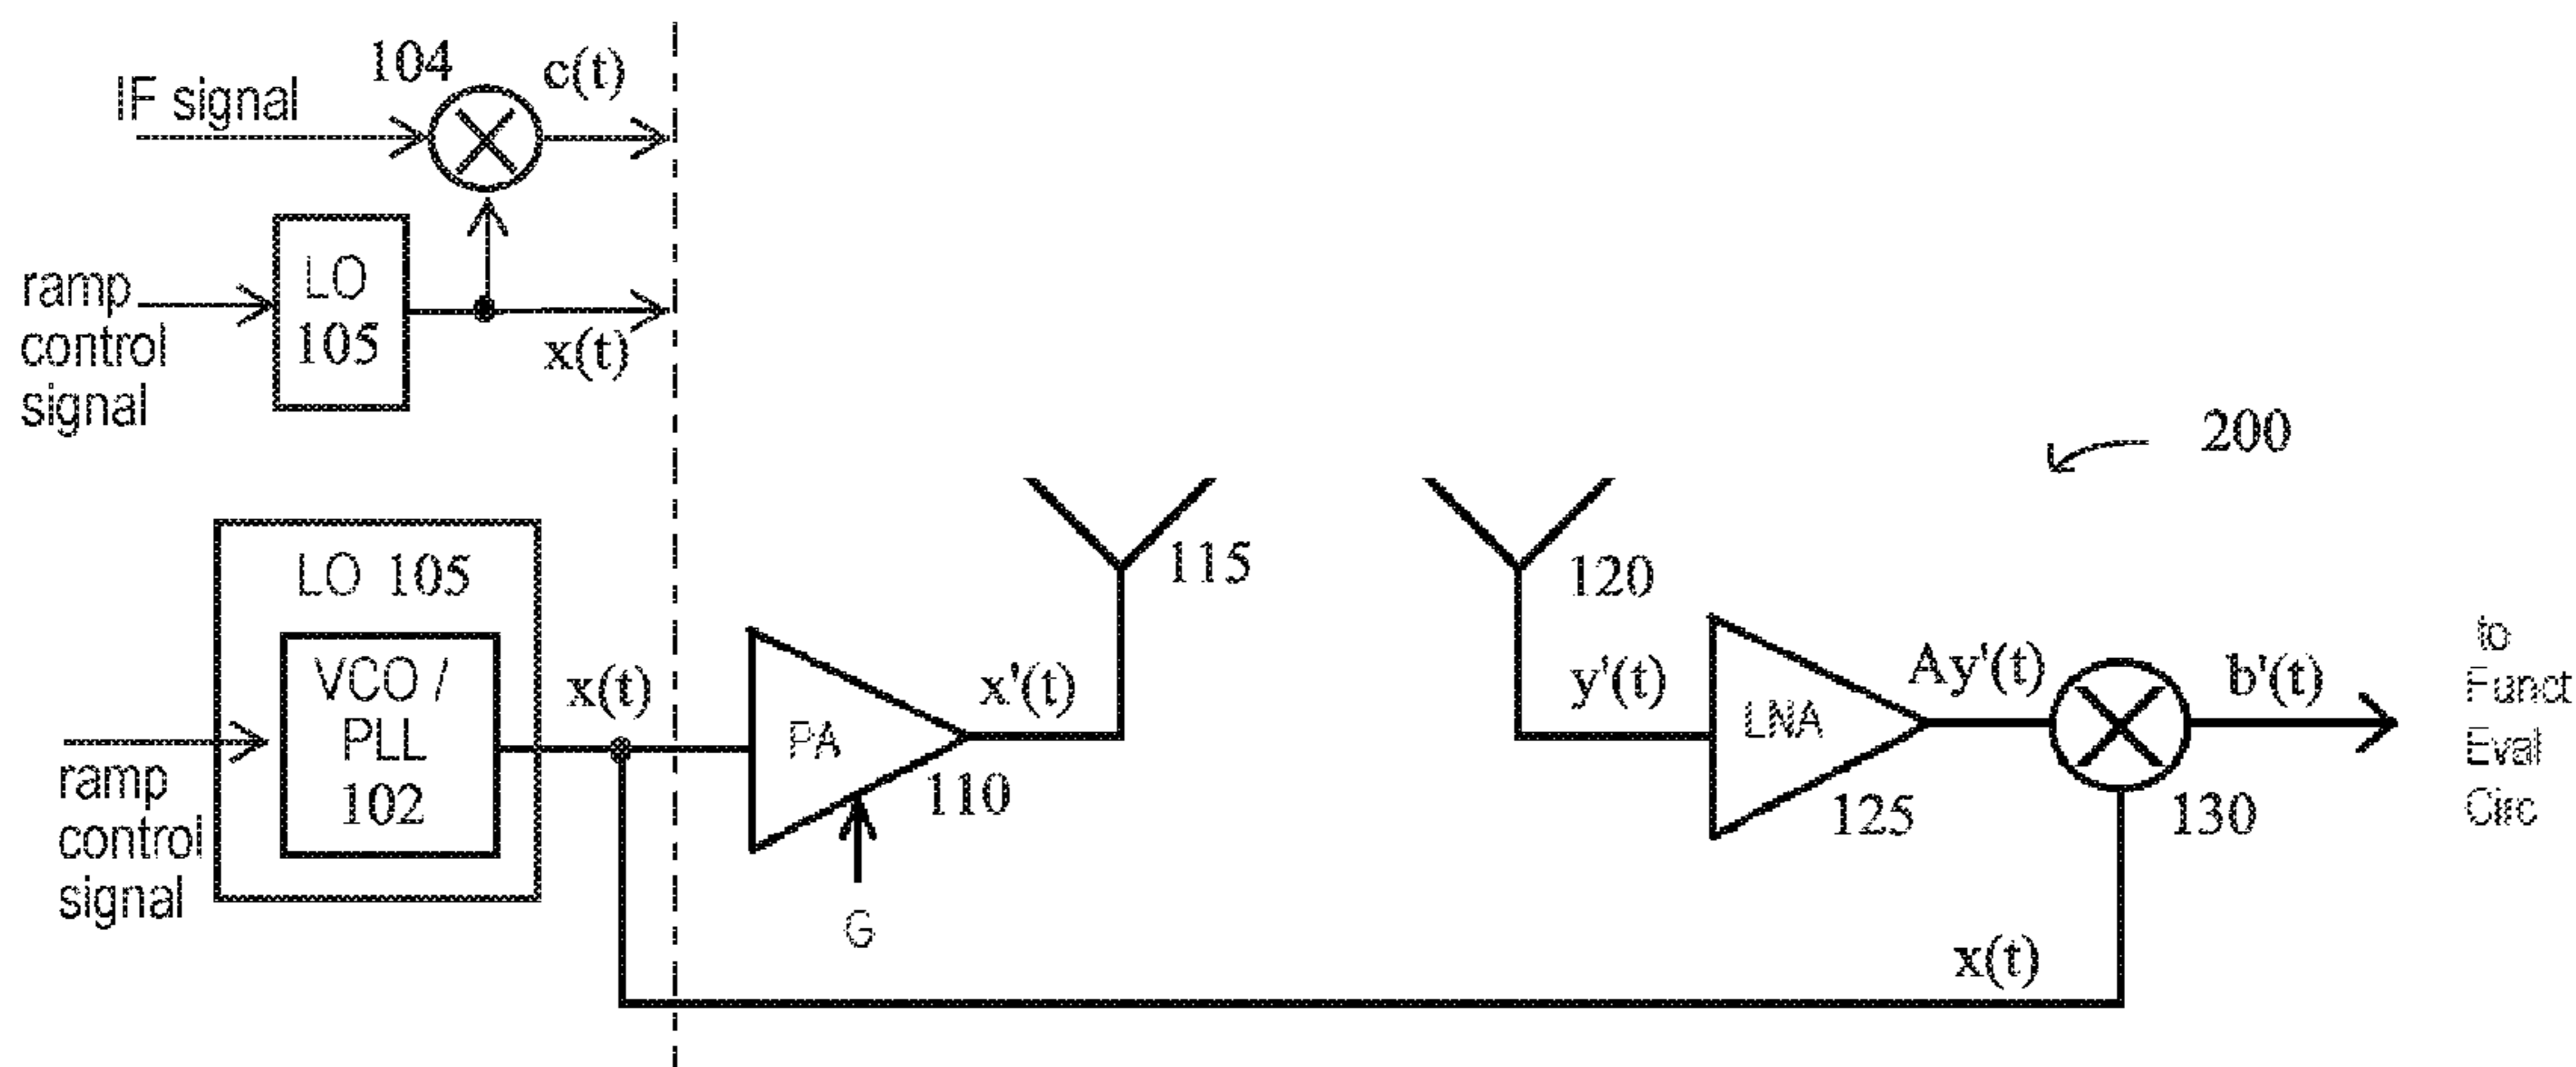 104
c(t)
IF signal
LO
105
ramp
control
signal
x(t)
200
LO 105
VCO /
PLL
102
ramp
control
signal
x(t)
PA
110
G
x'(t)
115
120
y'(t)
LNA
125
Ay'(t)
130
b'(t)
x(t)
to
Funct
Eval
Circ